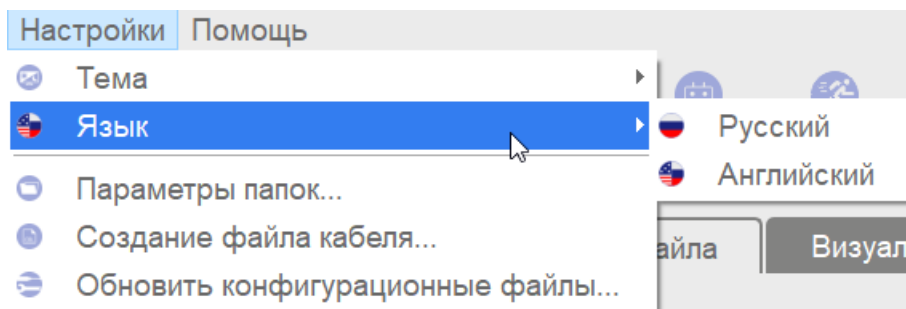 Настройки Помощь
Тема
Язык
Русский
Английский
Параметры папок...
Создание файла кабеля...
айла Визуал
Обновить конфигурационные файлы...